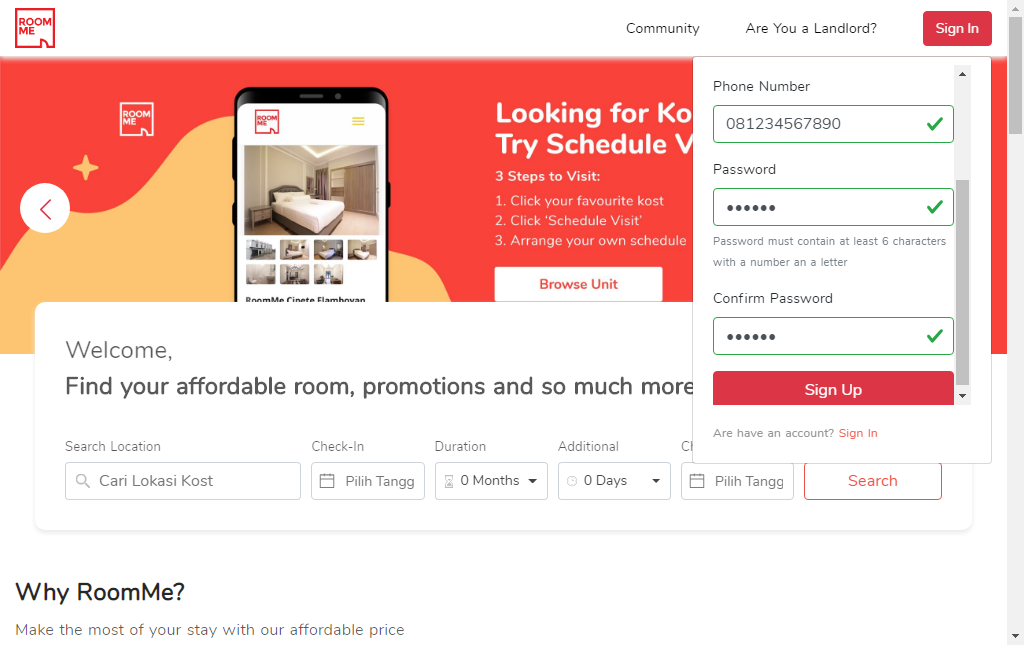 ROOM
ME
Community
Are You a Landlord?
Sign In
ROOM
ME
ROOM
ME
RoomMe Cipete Flamboyan
Looking for Ko
Try Schedule V
3 Steps to Visit:
1. Click your favourite kost
2. Click 'Schedule Visit'
3. Arrange your own schedule
Browse Unit
Phone Number
081234567890
Password
••••••
Password must contain at least 6 characters
with a number an a letter
Confirm Password
••••••
Sign Up
Are have an account? Sign In
Welcome,
Find your affordable room, promotions and so much more
Search Location
Check-In
Duration
Additional
Cari Lokasi Kost
Pilih Tangg
0 Months
0 Days
Pilih Tangg
Search
Why RoomMe?
Make the most of your stay with our affordable price